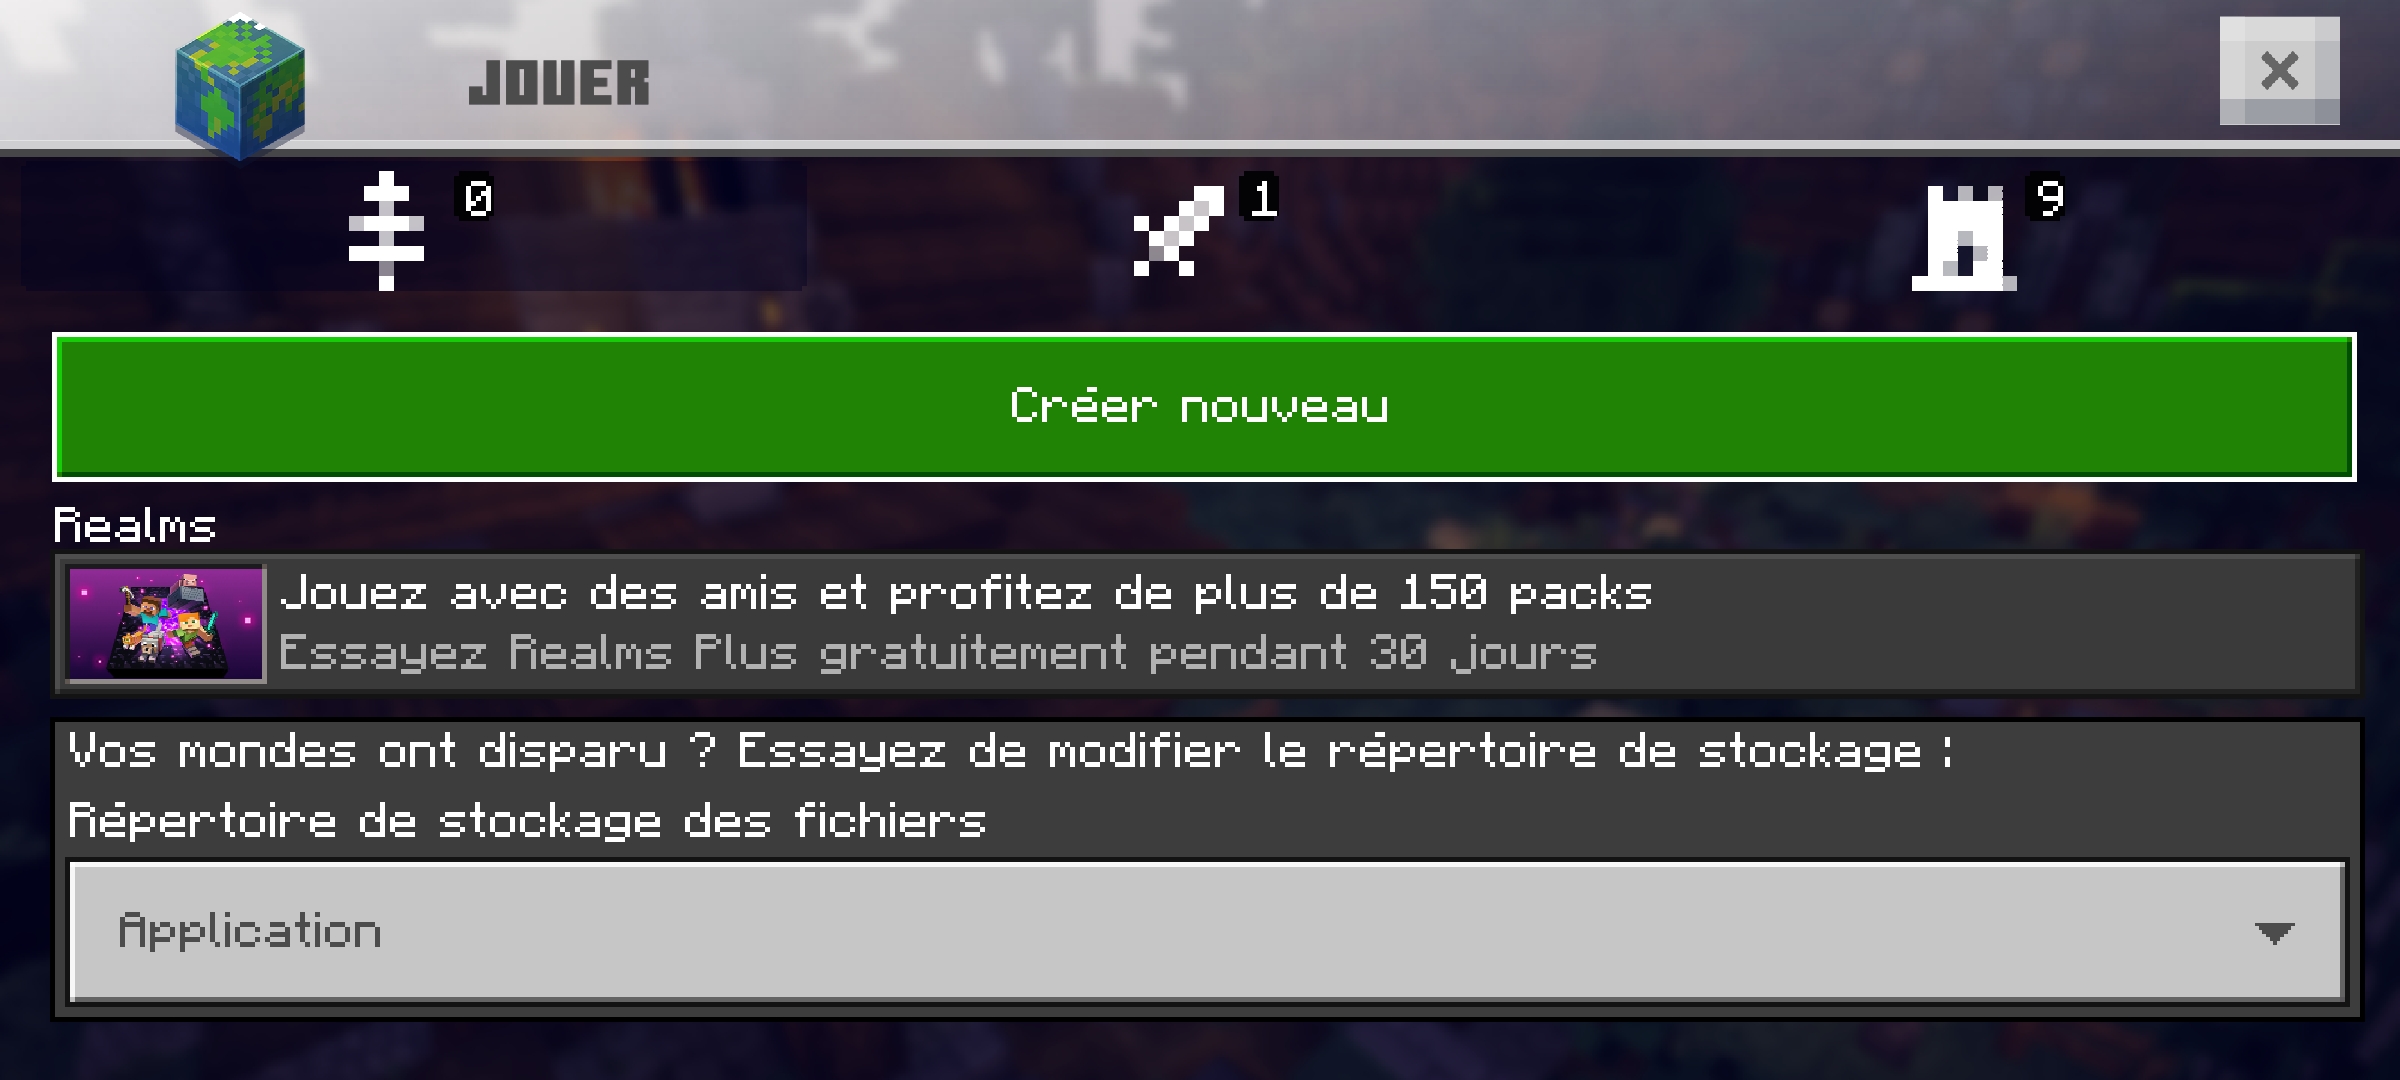 JOUER
0
1
9
Créer nouveau
Realms
Jouez avec des amis et profitez de plus de 150 packs
Essayez Realms Plus gratuitement pendant 30 jours
Vos mondes ont disparu ? Essayez de modifier le répertoire de stockage :
Répertoire de stockage des fichiers
Application